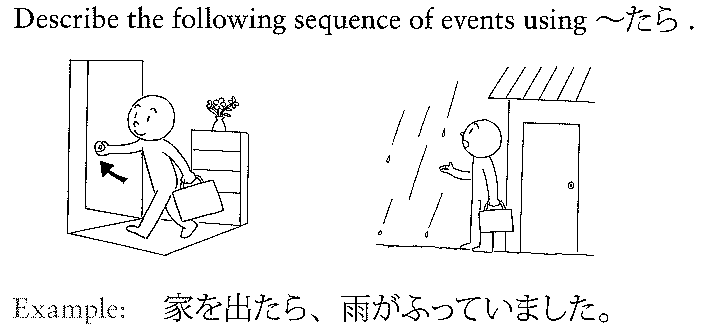 Describe the following sequence of events using 〜たら .
Example: 家を出たら、雨がふっていました。